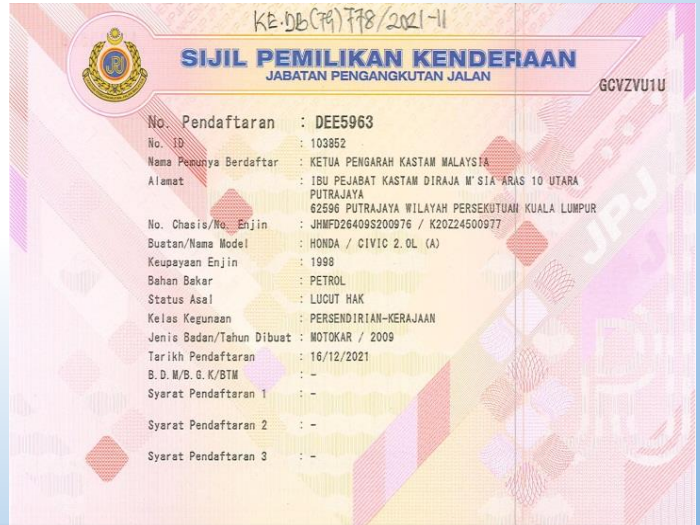 KE.DB(79)778/2021-11
SIJIL PEMILIKAN KENDERAAN
JABATAN PENGANGKUTAN JALAN
GCVZVU1U
No. Pendaftaran : DEE5963
No. ID : 103852
Nama Pemunya Berdaftar : KETUA PENGARAH KASTAM MALAYSIA
Alamat : IBU PEJABAT KASTAM DIRAJA M'SIA ARAS 10 UTARA
PUTRAJAYA
62596 PUTRAJAYA WILAYAH PERSEKUTUAN KUALA LUMPUR
No. Chasis/No. Enjin : JHMFD26409S200976 / K20Z24500977
Buatan/Nama Model : HONDA / CIVIC 2.0L (A)
Keupayaan Enjin : 1998
Bahan Bakar : PETROL
Status Asal : LUCUT HAK
Kelas Kegunaan : PERSENDIRIAN-KERAJAAN
Jenis Badan/Tahun Dibuat : MOTOKAR / 2009
Tarikh Pendaftaran : 16/12/2021
B.D.M/B.G.K/BTM : -
Syarat Pendaftaran 1 : -
Syarat Pendaftaran 2 : -
Syarat Pendaftaran 3 : -
JPJ